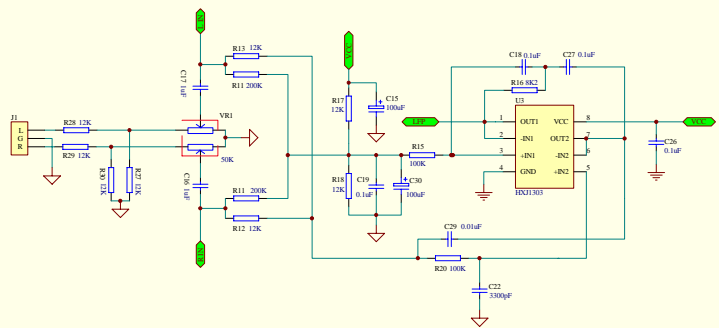 L IN
VCC
C18 0.1uF
C27 0.1uF
R13 12K
R11 200K
C17 1uF
R17
12K
C15
100uF
R16 8K2
U3
J1
L
G
R
R28 12K
R29 12K
VR1
50K
LFP
1 OUT1
2 -IN1
3 +IN1
4 GND
VCC 8
OUT2 7
-IN2 6
+IN2 5
HXJ1303
VCC
C26
0.1uF
R15
100K
R30 12K
R27 12K
C16 1uF
R11 200K
R12 12K
R18
12K
C19
0.1uF
C30
100uF
C29 0.01uF
R20 100K
R IN
C22
3300pF